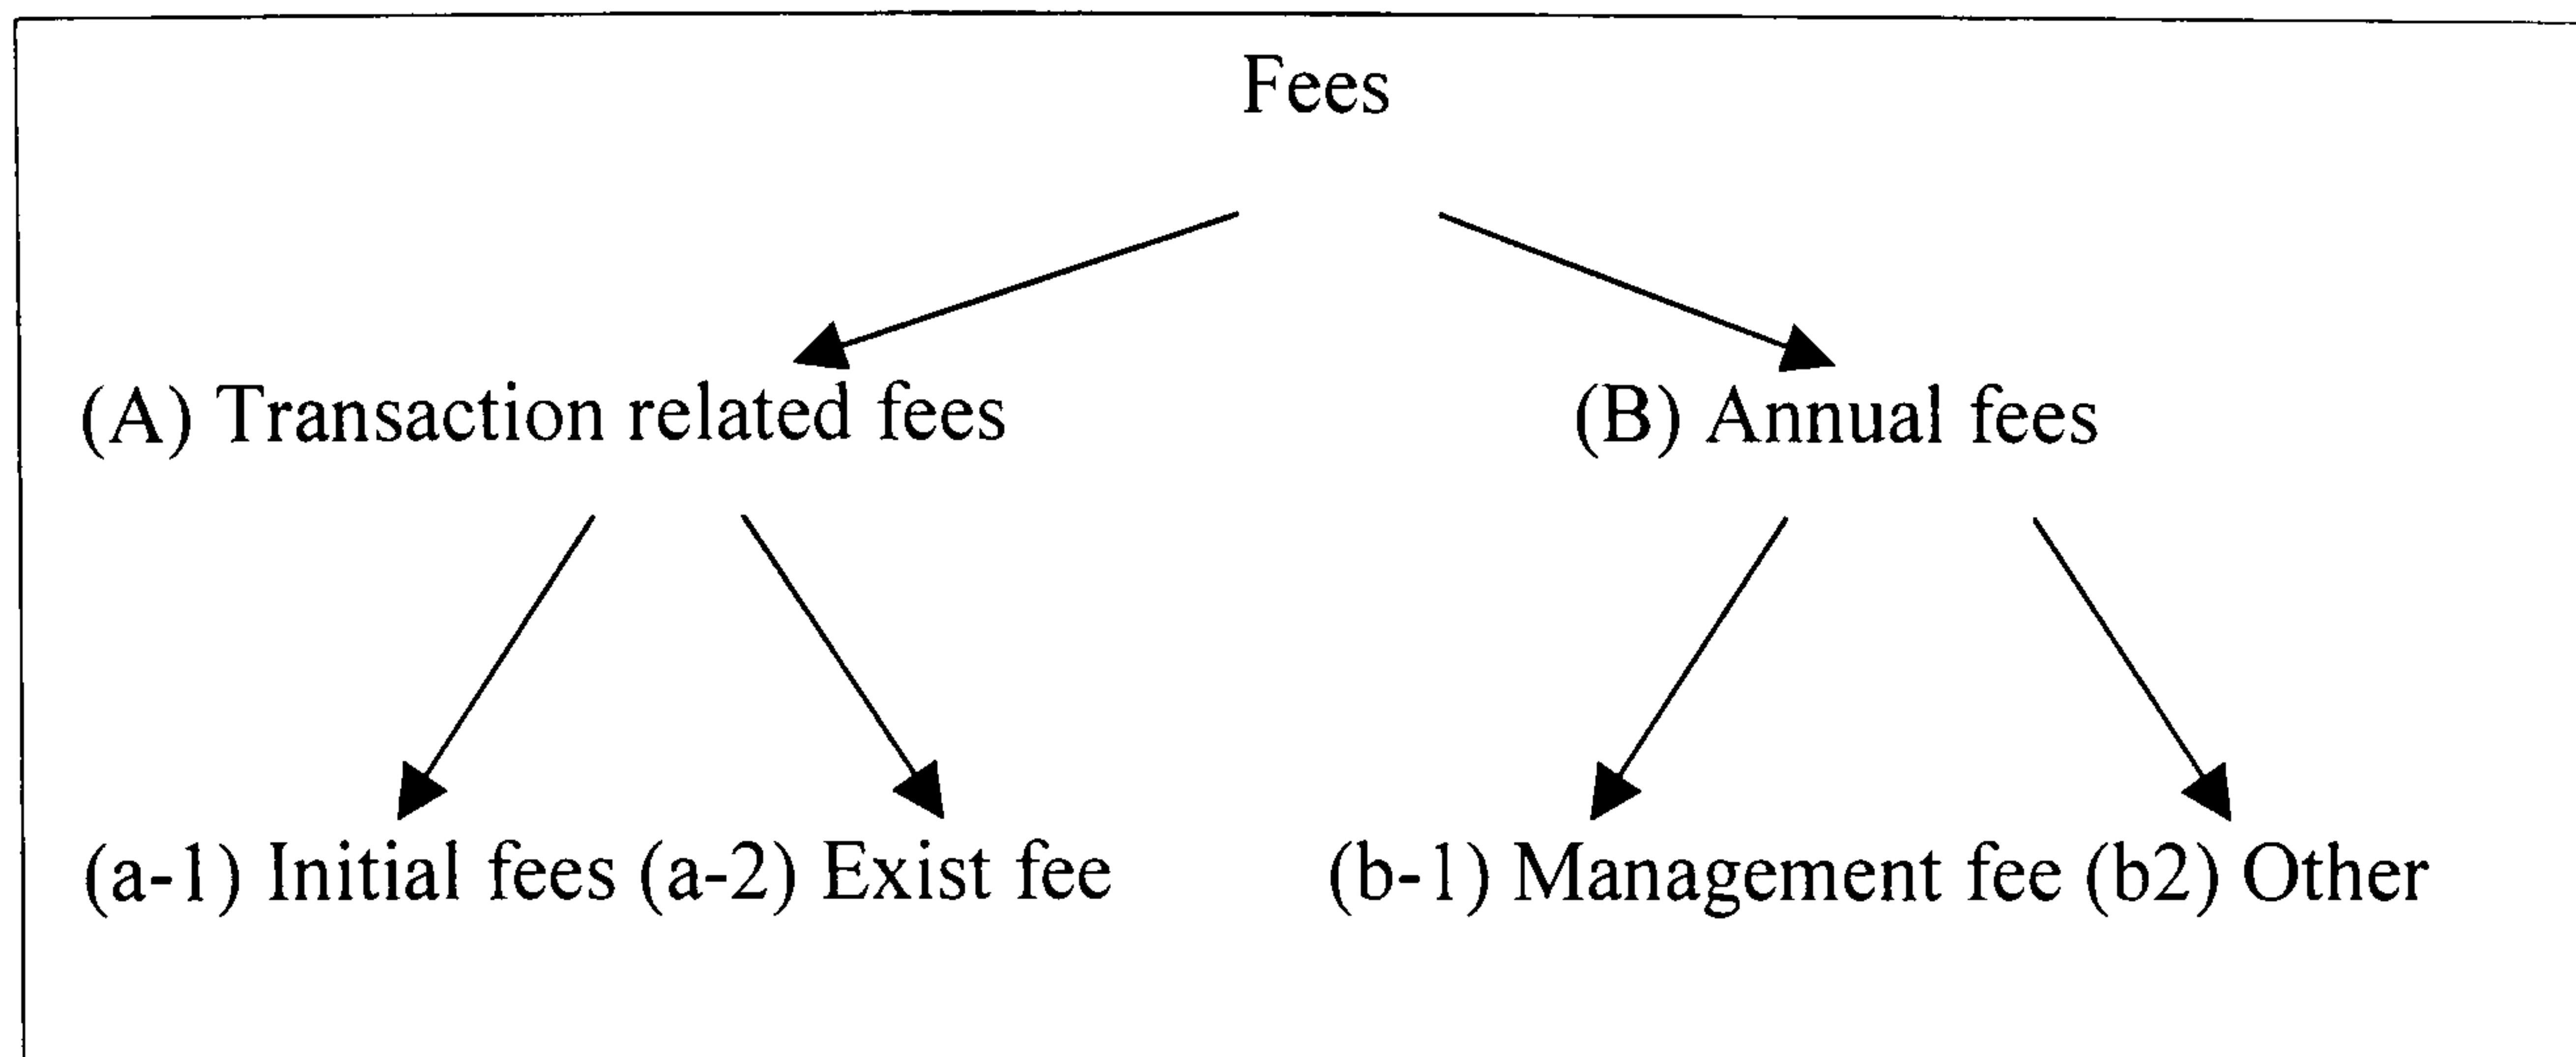 Fees
(A) Transaction related fees (B) Annual fees
(a-1) Initial fees (a-2) Exist fee (b-1) Management fee (b2) Other